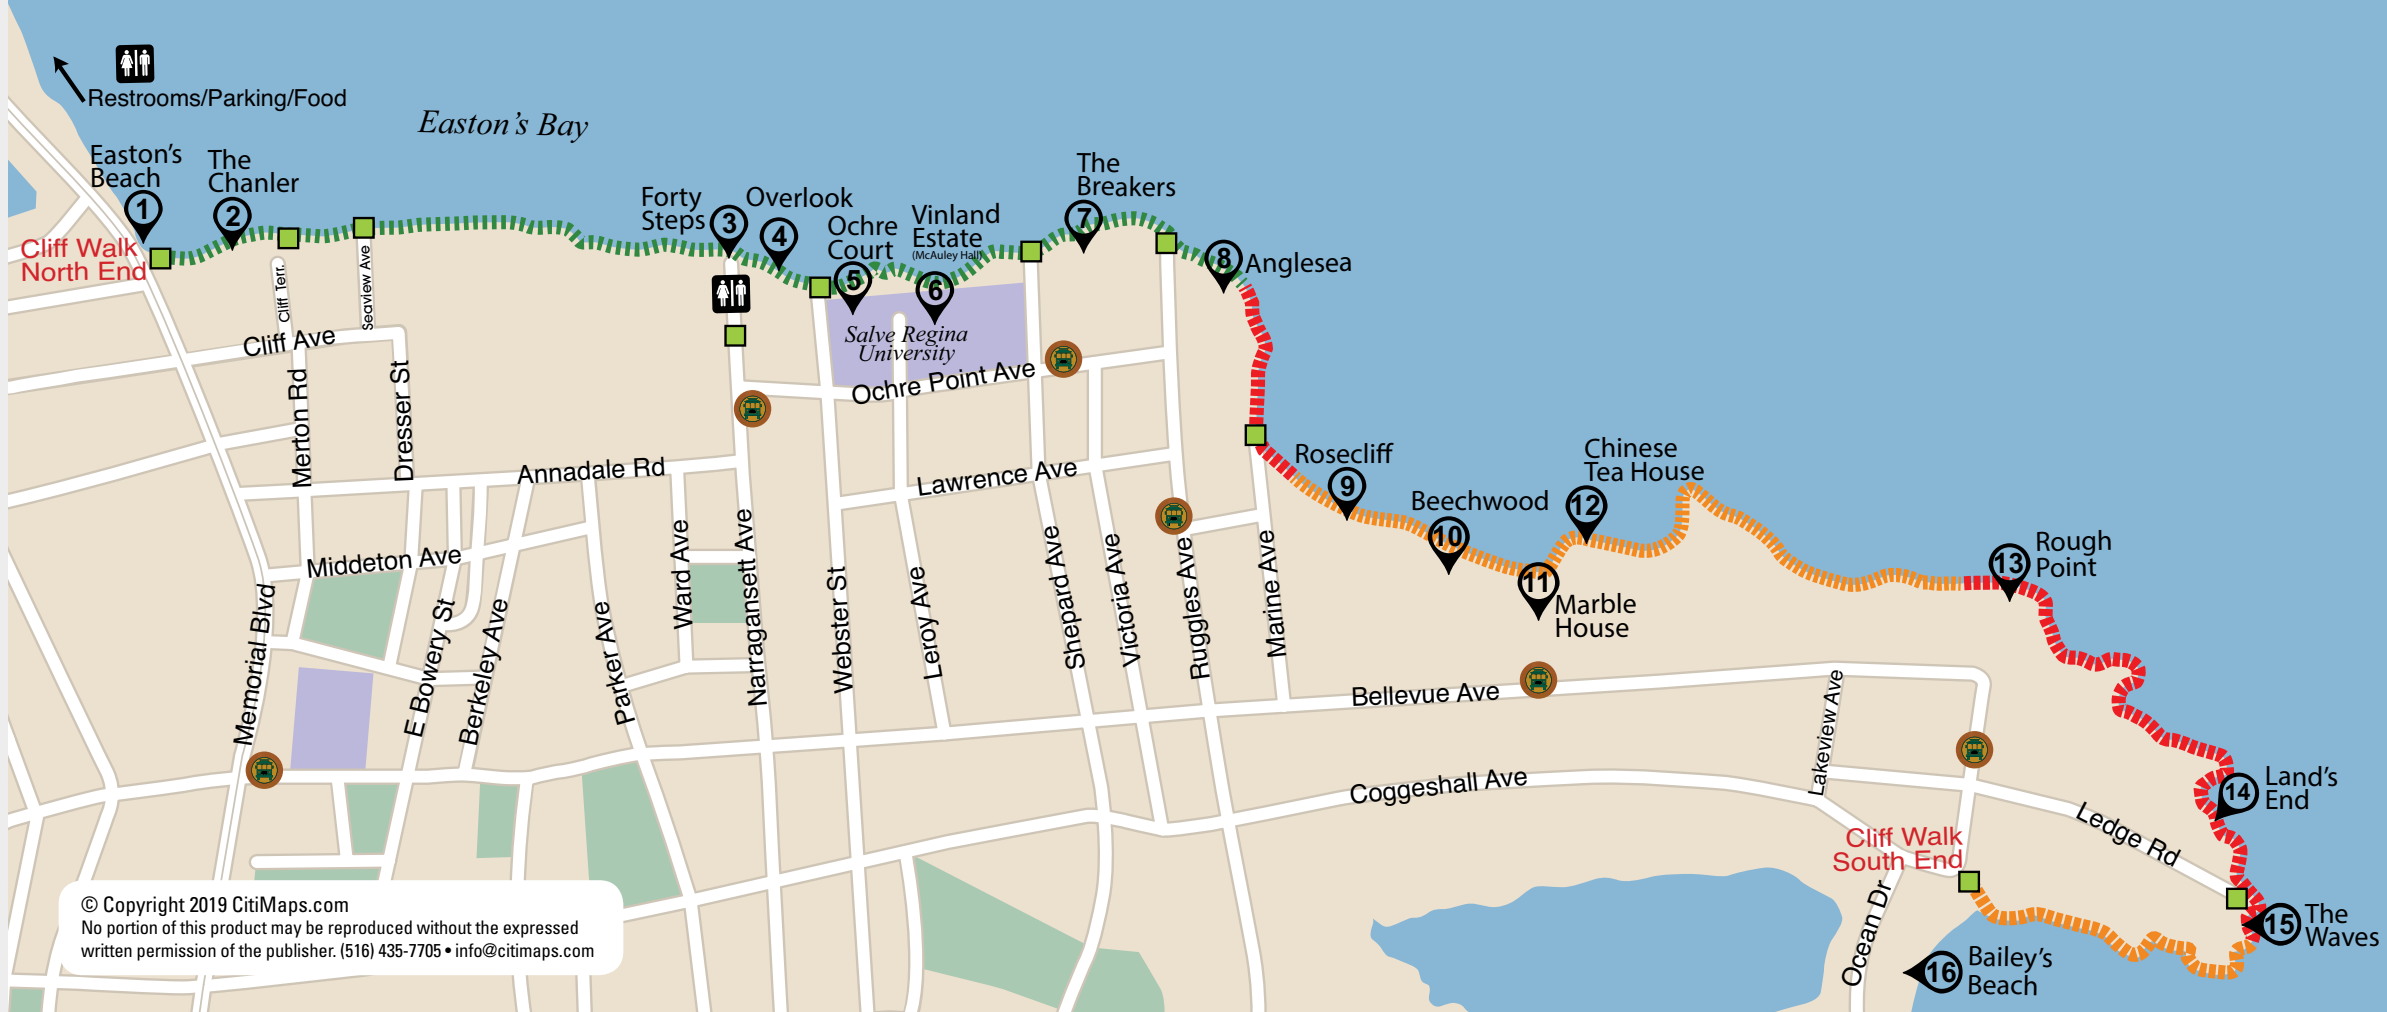 Restrooms/Parking/Food
Easton's Bay
Easton's
Beach
1
The
Chanler
2
Cliff Walk
North End
Forty
Steps
3
Overlook
4
Ochre
Court
5
Vinland
Estate
(McAuley Hall)
6
The
Breakers
7
8
Anglesea
Rosecliff
9
Beechwood
10
11
Marble
House
Chinese
Tea House
12
13
Rough
Point
14
Land's
End
15
The
Waves
16
Bailey's
Beach
Cliff Walk
South End
Salve Regina
University
Cliff Terr.
Seaview Ave
Cliff Ave
Merton Rd
Dresser St
Annadale Rd
Middeton Ave
Memorial Blvd
E Bowery St
Berkeley Ave
Parker Ave
Ward Ave
Narragansett Ave
Webster St
Leroy Ave
Ochre Point Ave
Lawrence Ave
Shepard Ave
Victoria Ave
Ruggles Ave
Marine Ave
Bellevue Ave
Coggeshall Ave
Lakeview Ave
Ledge Rd
Ocean Dr
© Copyright 2019 CitiMaps.com
No portion of this product may be reproduced without the expressed
written permission of the publisher. (516) 435-7705 • info@citimaps.com